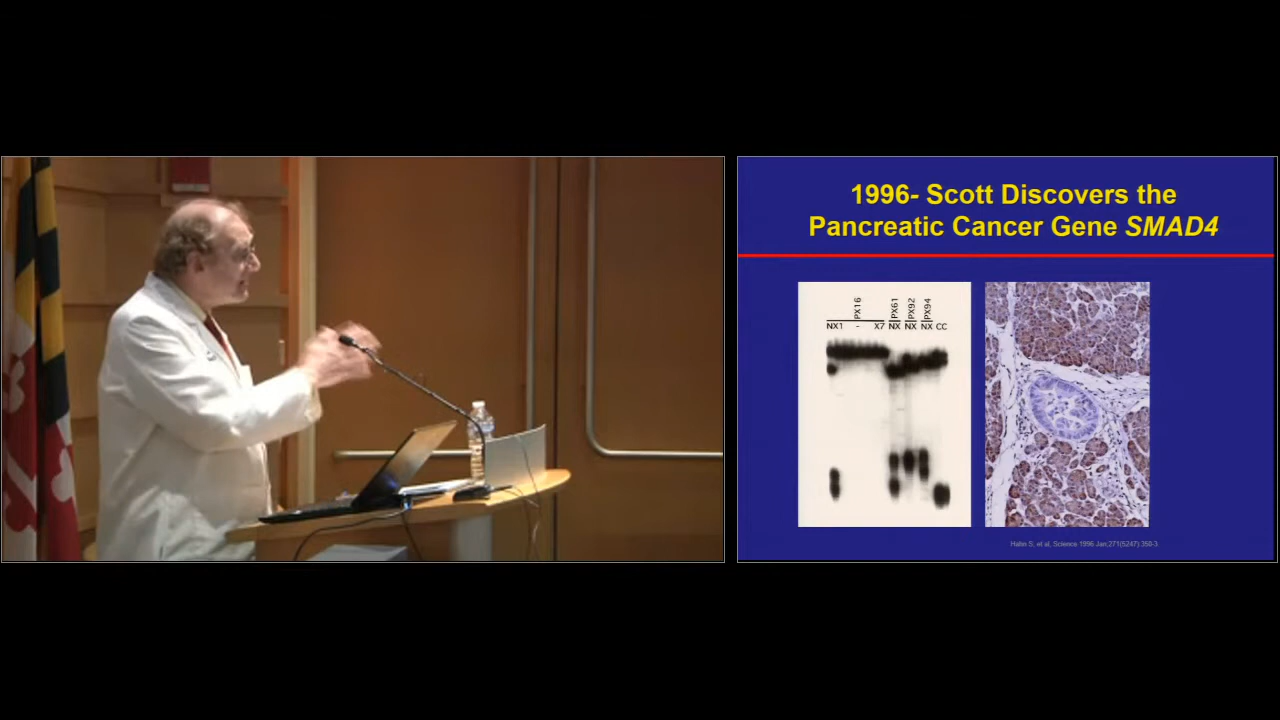 1996- Scott Discovers the
Pancreatic Cancer Gene SMAD4
PX16
PX61
PX92
PX94
NX1 - X7 NX NX NX CC
Hahn S, et al, Science 1996 Jan;271(5247) 350-3